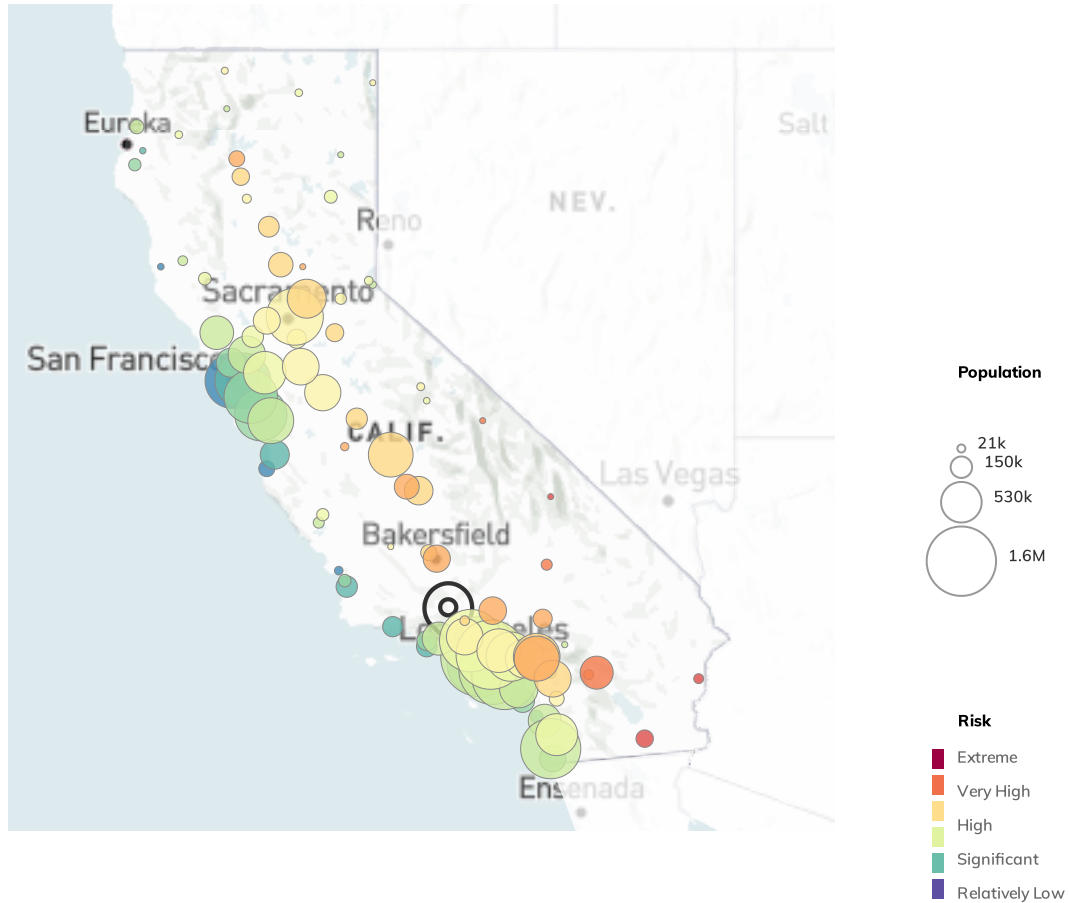 Eureka
Salt
NEV.
Reno
Sacramento
San Francisco
CALIF.
Las Vegas
Bakersfield
Los Angeles
Ensenada
Population
21k
150k
530k
1.6M
Risk
Extreme
Very High
High
Significant
Relatively Low